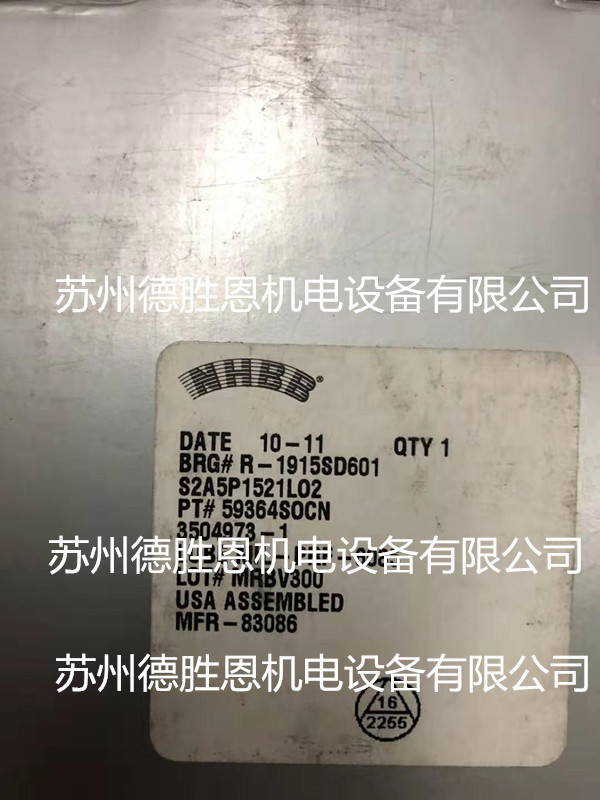 苏州德胜恩机电设备有限公司
NHBB®
DATE 10-11 QTY 1
BRG# R-1915SD601
S2A5P1521L02
PT# 59364SOCN
3504973-1
苏州德胜恩机电设备有限公司
LOT# MRBV300
USA ASSEMBLED
MFR-83086
苏州德胜恩机电设备有限公司
16
2255